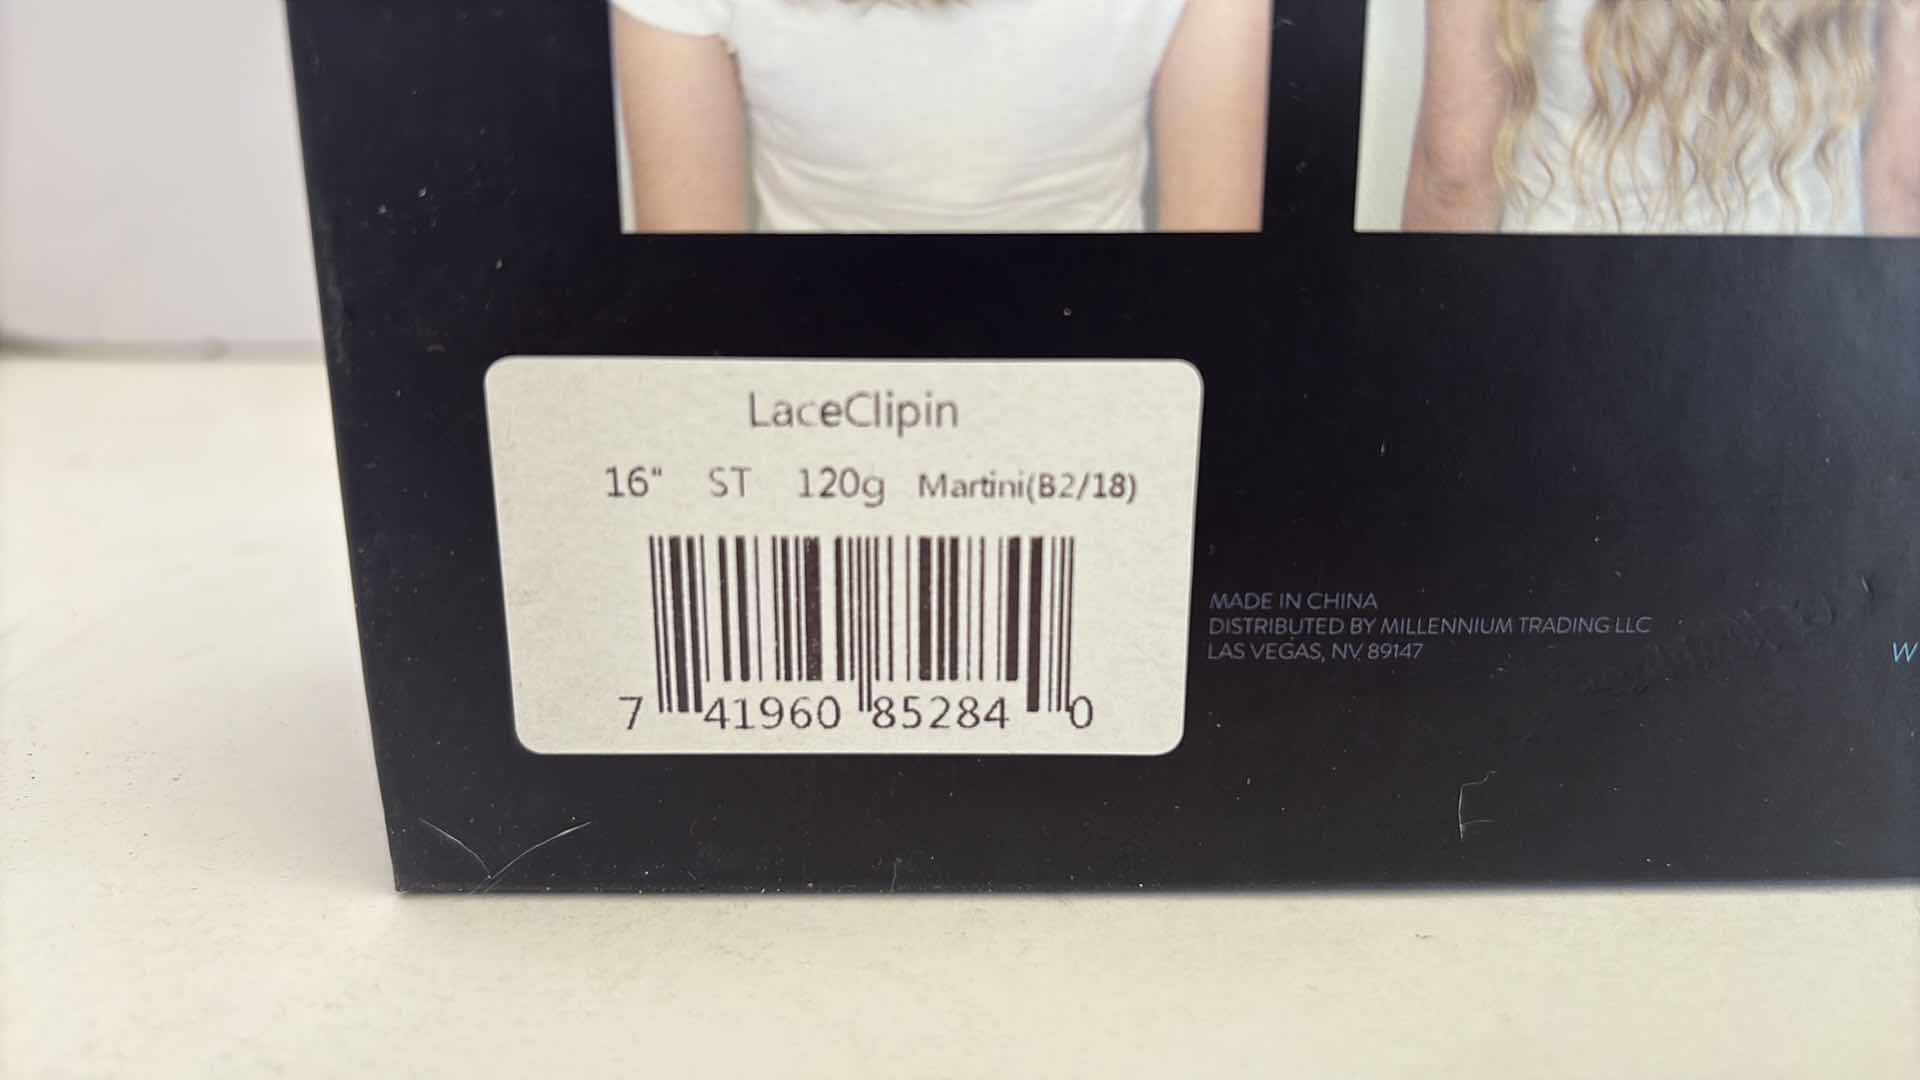 LaceClipin
16" ST 120g Martini(B2/18)
7 41960 85284 0
MADE IN CHINA
DISTRIBUTED BY MILLENNIUM TRADING LLC
LAS VEGAS, NV 89147